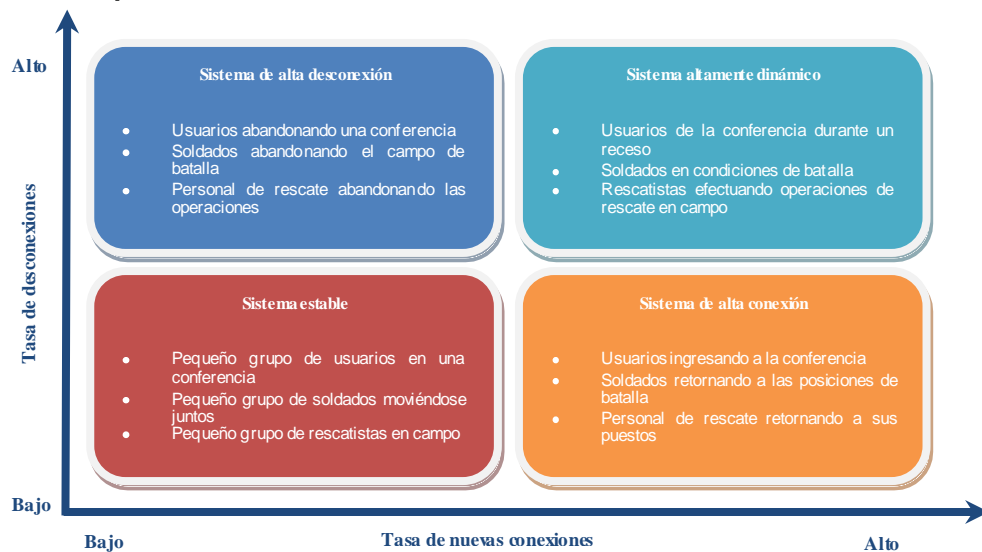 Alto
Tasa de desconexiones
Bajo
Sistema de alta desconexión
● Usuarios abandonando una conferencia
● Soldados abandonando el campo de
batalla
● Personal de rescate abandonando las
operaciones
Sistema altamente dinámico
● Usuarios de la conferencia durante un
receso
● Soldados en condiciones de batalla
● Rescatistas efectuando operaciones de
rescate en campo
Sistema estable
● Pequeño grupo de usuarios en una
conferencia
● Pequeño grupo de soldados moviéndose
juntos
● Pequeño grupo de rescatistas en campo
Sistema de alta conexión
● Usuarios ingresando a la conferencia
● Soldados retornando a las posiciones de
batalla
● Personal de rescate retornando a sus
puestos
Bajo
Tasa de nuevas conexiones
Alto